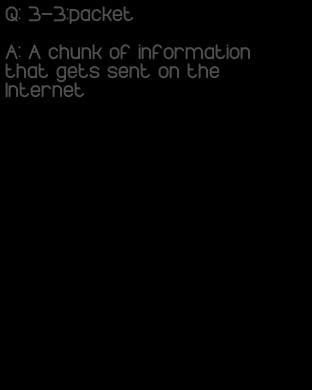 Q: 3-3:packet
A: A chunk of information
that gets sent on the
Internet